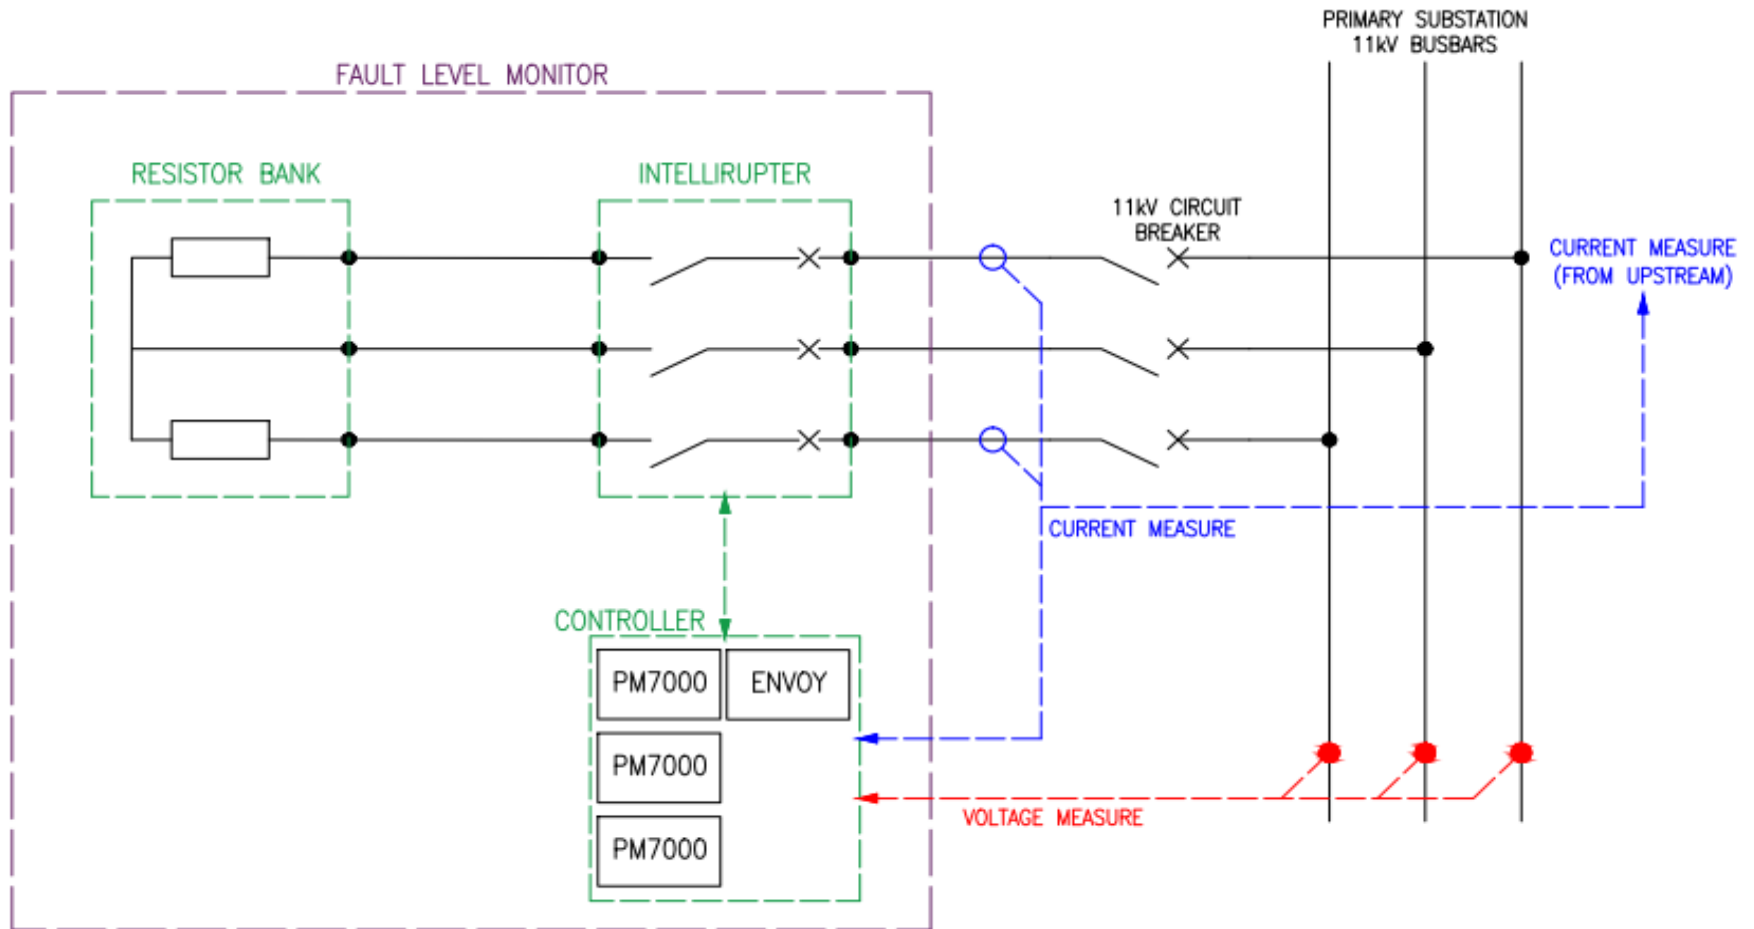 PRIMARY SUBSTATION
11kV BUSBARS
FAULT LEVEL MONITOR
RESISTOR BANK
INTELLIRUPTER
11kV CIRCUIT
BREAKER
CURRENT MEASURE
(FROM UPSTREAM)
CURRENT MEASURE
CONTROLLER
PM7000
ENVOY
PM7000
VOLTAGE MEASURE
PM7000